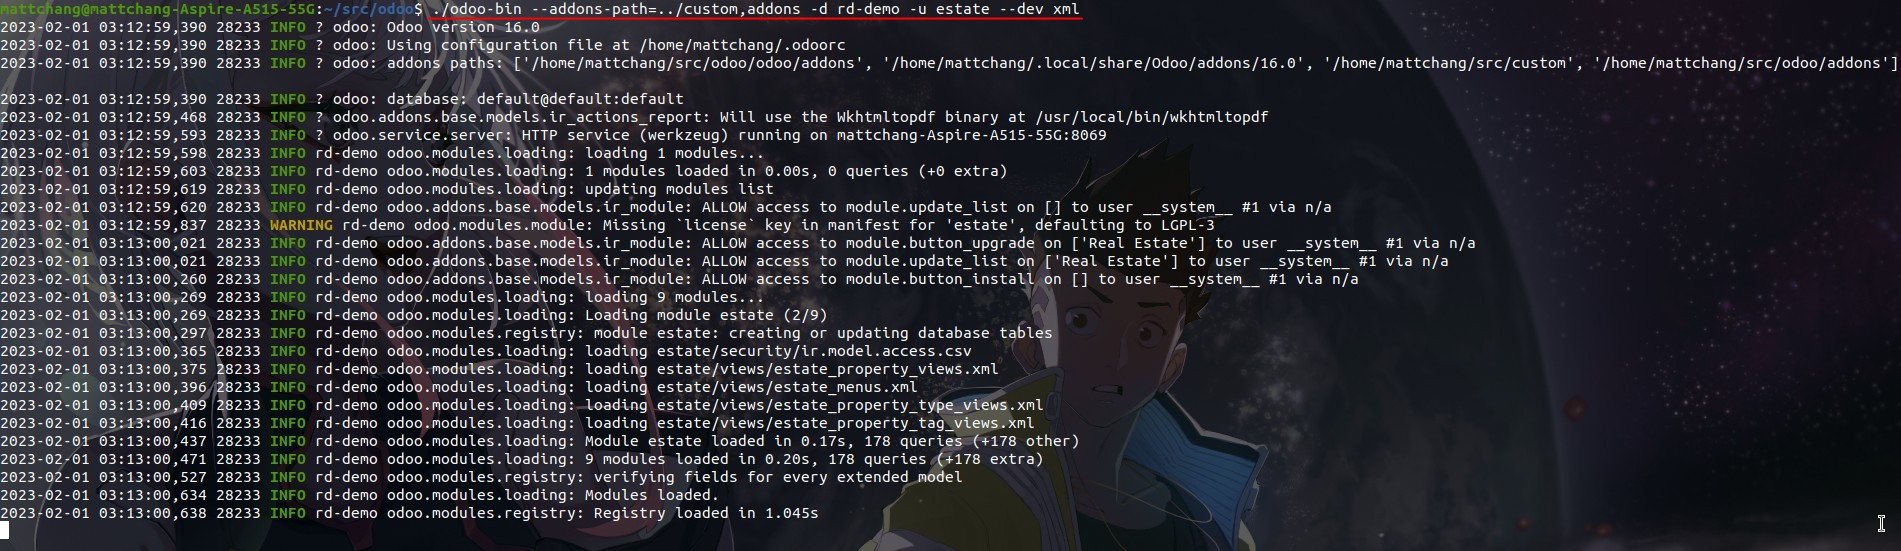 mattchang@mattchang-Aspire-A515-55G:~/src/odoo$ ./odoo-bin --addons-path=../custom,addons -d rd-demo -u estate --dev xml
2023-02-01 03:12:59,390 28233 INFO ? odoo: Odoo version 16.0
2023-02-01 03:12:59,390 28233 INFO ? odoo: Using configuration file at /home/mattchang/.odoorc
2023-02-01 03:12:59,390 28233 INFO ? odoo: addons paths: ['/home/mattchang/src/odoo/odoo/addons', '/home/mattchang/.local/share/Odoo/addons/16.0', '/home/mattchang/src/custom', '/home/mattchang/src/odoo/addons']
2023-02-01 03:12:59,390 28233 INFO ? odoo: database: default@default:default
2023-02-01 03:12:59,468 28233 INFO ? odoo.addons.base.models.ir_actions_report: Will use the Wkhtmltopdf binary at /usr/local/bin/wkhtmltopdf
2023-02-01 03:12:59,593 28233 INFO ? odoo.service.server: HTTP service (werkzeug) running on mattchang-Aspire-A515-55G:8069
2023-02-01 03:12:59,598 28233 INFO rd-demo odoo.modules.loading: loading 1 modules...
2023-02-01 03:12:59,603 28233 INFO rd-demo odoo.modules.loading: 1 modules loaded in 0.00s, 0 queries (+0 extra)
2023-02-01 03:12:59,619 28233 INFO rd-demo odoo.modules.loading: updating modules list
2023-02-01 03:12:59,620 28233 INFO rd-demo odoo.addons.base.models.ir_module: ALLOW access to module.update_list on [] to user __system__ #1 via n/a
2023-02-01 03:12:59,837 28233 WARNING rd-demo odoo.modules.module: Missing `license` key in manifest for 'estate', defaulting to LGPL-3
2023-02-01 03:13:00,021 28233 INFO rd-demo odoo.addons.base.models.ir_module: ALLOW access to module.button_upgrade on ['Real Estate'] to user __system__ #1 via n/a
2023-02-01 03:13:00,021 28233 INFO rd-demo odoo.addons.base.models.ir_module: ALLOW access to module.update_list on ['Real Estate'] to user __system__ #1 via n/a
2023-02-01 03:13:00,260 28233 INFO rd-demo odoo.addons.base.models.ir_module: ALLOW access to module.button_install on [] to user __system__ #1 via n/a
2023-02-01 03:13:00,269 28233 INFO rd-demo odoo.modules.loading: loading 9 modules...
2023-02-01 03:13:00,269 28233 INFO rd-demo odoo.modules.loading: Loading module estate (2/9)
2023-02-01 03:13:00,297 28233 INFO rd-demo odoo.modules.registry: module estate: creating or updating database tables
2023-02-01 03:13:00,365 28233 INFO rd-demo odoo.modules.loading: loading estate/security/ir.model.access.csv
2023-02-01 03:13:00,375 28233 INFO rd-demo odoo.modules.loading: loading estate/views/estate_property_views.xml
2023-02-01 03:13:00,396 28233 INFO rd-demo odoo.modules.loading: loading estate/views/estate_menus.xml
2023-02-01 03:13:00,409 28233 INFO rd-demo odoo.modules.loading: loading estate/views/estate_property_type_views.xml
2023-02-01 03:13:00,416 28233 INFO rd-demo odoo.modules.loading: loading estate/views/estate_property_tag_views.xml
2023-02-01 03:13:00,437 28233 INFO rd-demo odoo.modules.loading: Module estate loaded in 0.17s, 178 queries (+178 other)
2023-02-01 03:13:00,471 28233 INFO rd-demo odoo.modules.loading: 9 modules loaded in 0.20s, 178 queries (+178 extra)
2023-02-01 03:13:00,527 28233 INFO rd-demo odoo.modules.registry: verifying fields for every extended model
2023-02-01 03:13:00,634 28233 INFO rd-demo odoo.modules.loading: Modules loaded.
2023-02-01 03:13:00,638 28233 INFO rd-demo odoo.modules.registry: Registry loaded in 1.045s